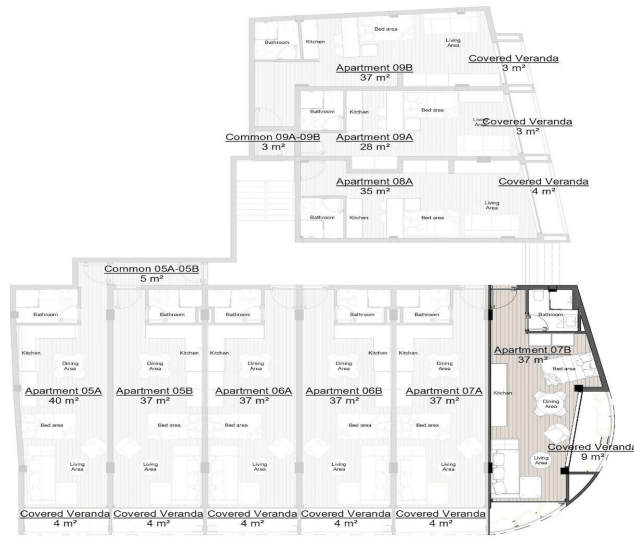 Bathroom
Kitchen
Bed area
Living
Area
Apartment 09B
37 m²
Covered Veranda
3 m²
Bathroom
Kitchen
Bed area
Covered Veranda
3 m²
Common 09A-09B
3 m²
Apartment 09A
28 m²
Apartment 08A
35 m²
Covered Veranda
4 m²
Bathroom
Kitchen
Bed area
Living
Area
Common 05A-05B
5 m²
Bathroom
Kitchen
Dining
Area
Apartment 05A
40 m²
Bed area
Living
Area
Covered Veranda
4 m²
Bathroom
Kitchen
Dining
Area
Apartment 05B
37 m²
Bed area
Living
Area
Covered Veranda
4 m²
Bathroom
Kitchen
Dining
Area
Apartment 06A
37 m²
Bed area
Living
Area
Covered Veranda
4 m²
Bathroom
Kitchen
Dining
Area
Apartment 06B
37 m²
Bed area
Living
Area
Covered Veranda
4 m²
Bathroom
Kitchen
Dining
Area
Apartment 07A
37 m²
Bed area
Living
Area
Covered Veranda
4 m²
Bathroom
Apartment 07B
37 m²
Bed area
Kitchen
Dining
Area
Living
Area
Covered Veranda
9 m²